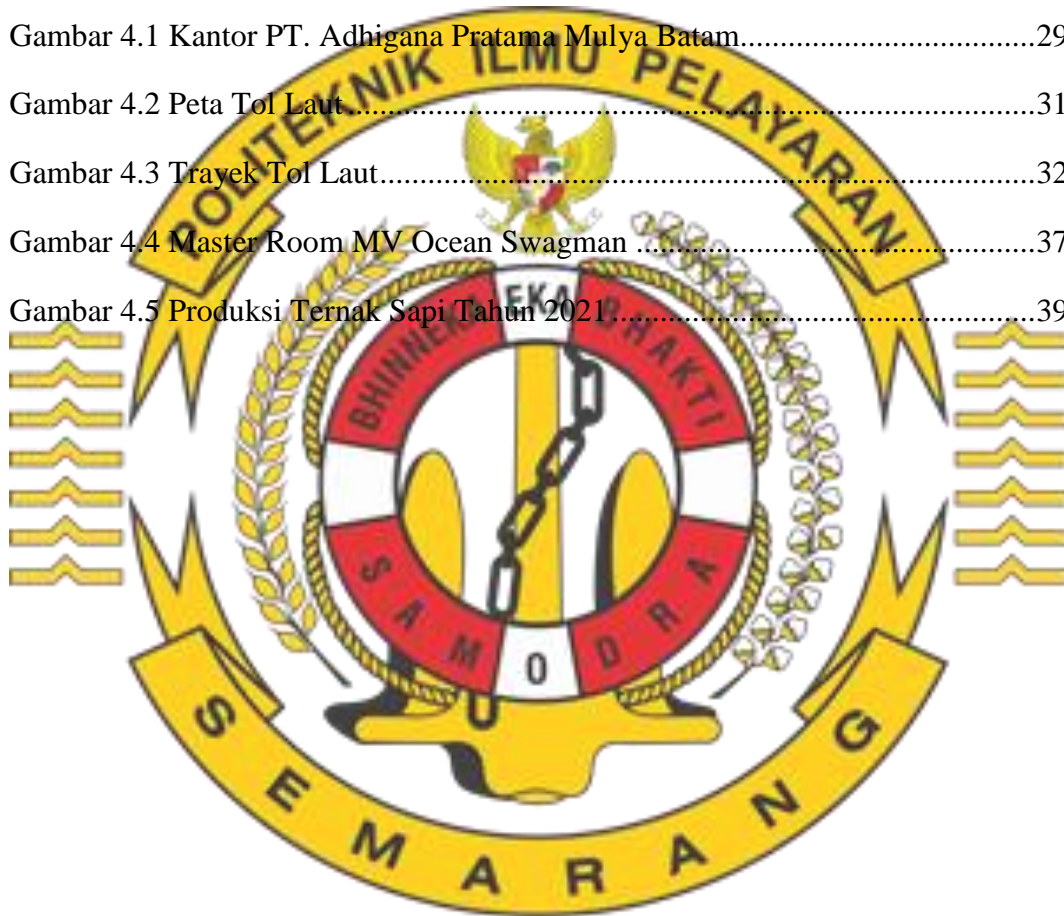 Gambar 4.1 Kantor PT. Adhigana Pratama Mulya Batam..............................29
Gambar 4.2 Peta Tol Laut..............................31
Gambar 4.3 Trayek Tol Laut..............................32
Gambar 4.4 Master Room MV Ocean Swagman ..............................37
Gambar 4.5 Produksi Ternak Sapi Tahun 2021..............................39
POLITEKNIK ILMU PELAYARAN
BHINNEKA EKA BHAKTI
SAMODRA
SEMARANG